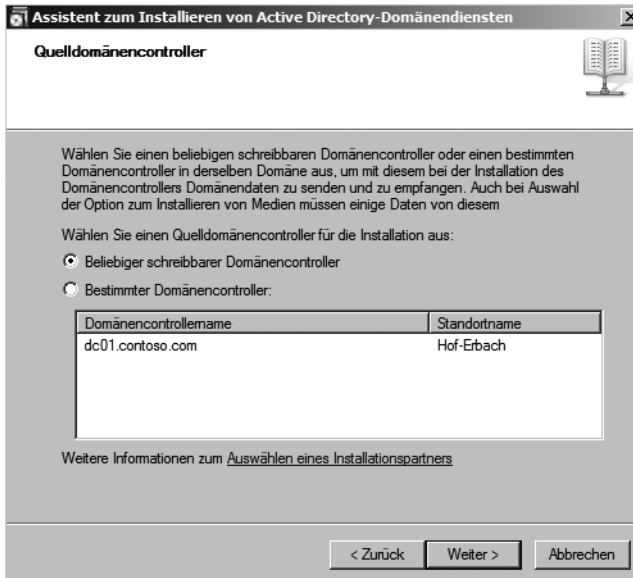 Assistent zum Installieren von Active Directory-Domänendiensten
Quelldomänencontroller
Wählen Sie einen beliebigen schreibbaren Domänencontroller oder einen bestimmten
Domänencontroller in derselben Domäne aus, um mit diesem bei der Installation des
Domänencontrollers Domänendaten zu senden und zu empfangen. Auch bei Auswahl
der Option zum Installieren von Medien müssen einige Daten von diesem
Wählen Sie einen Quelldomänencontroller für die Installation aus:
Beliebiger schreibbarer Domänencontroller
Bestimmter Domänencontroller:
Domänencontrollername Standortname
dc01.contoso.com Hof-Erbach
Weitere Informationen zum Auswählen eines Installationspartners
< Zurück Weiter > Abbrechen